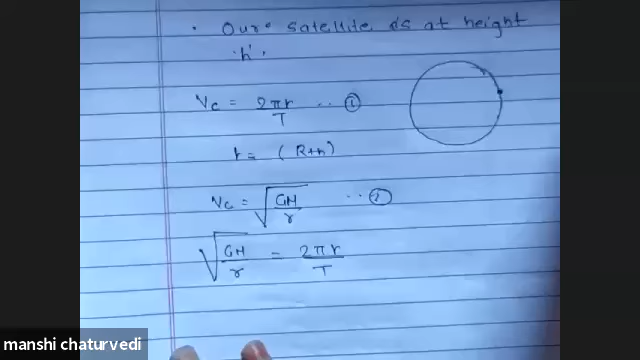 • Our satellite is at height
'h'.
Vc = 2πr/T ... ①
r = (R+h)
Vc = √(GM/r) ... ②
√(GM/r) = 2πr/T
manshi chaturvedi